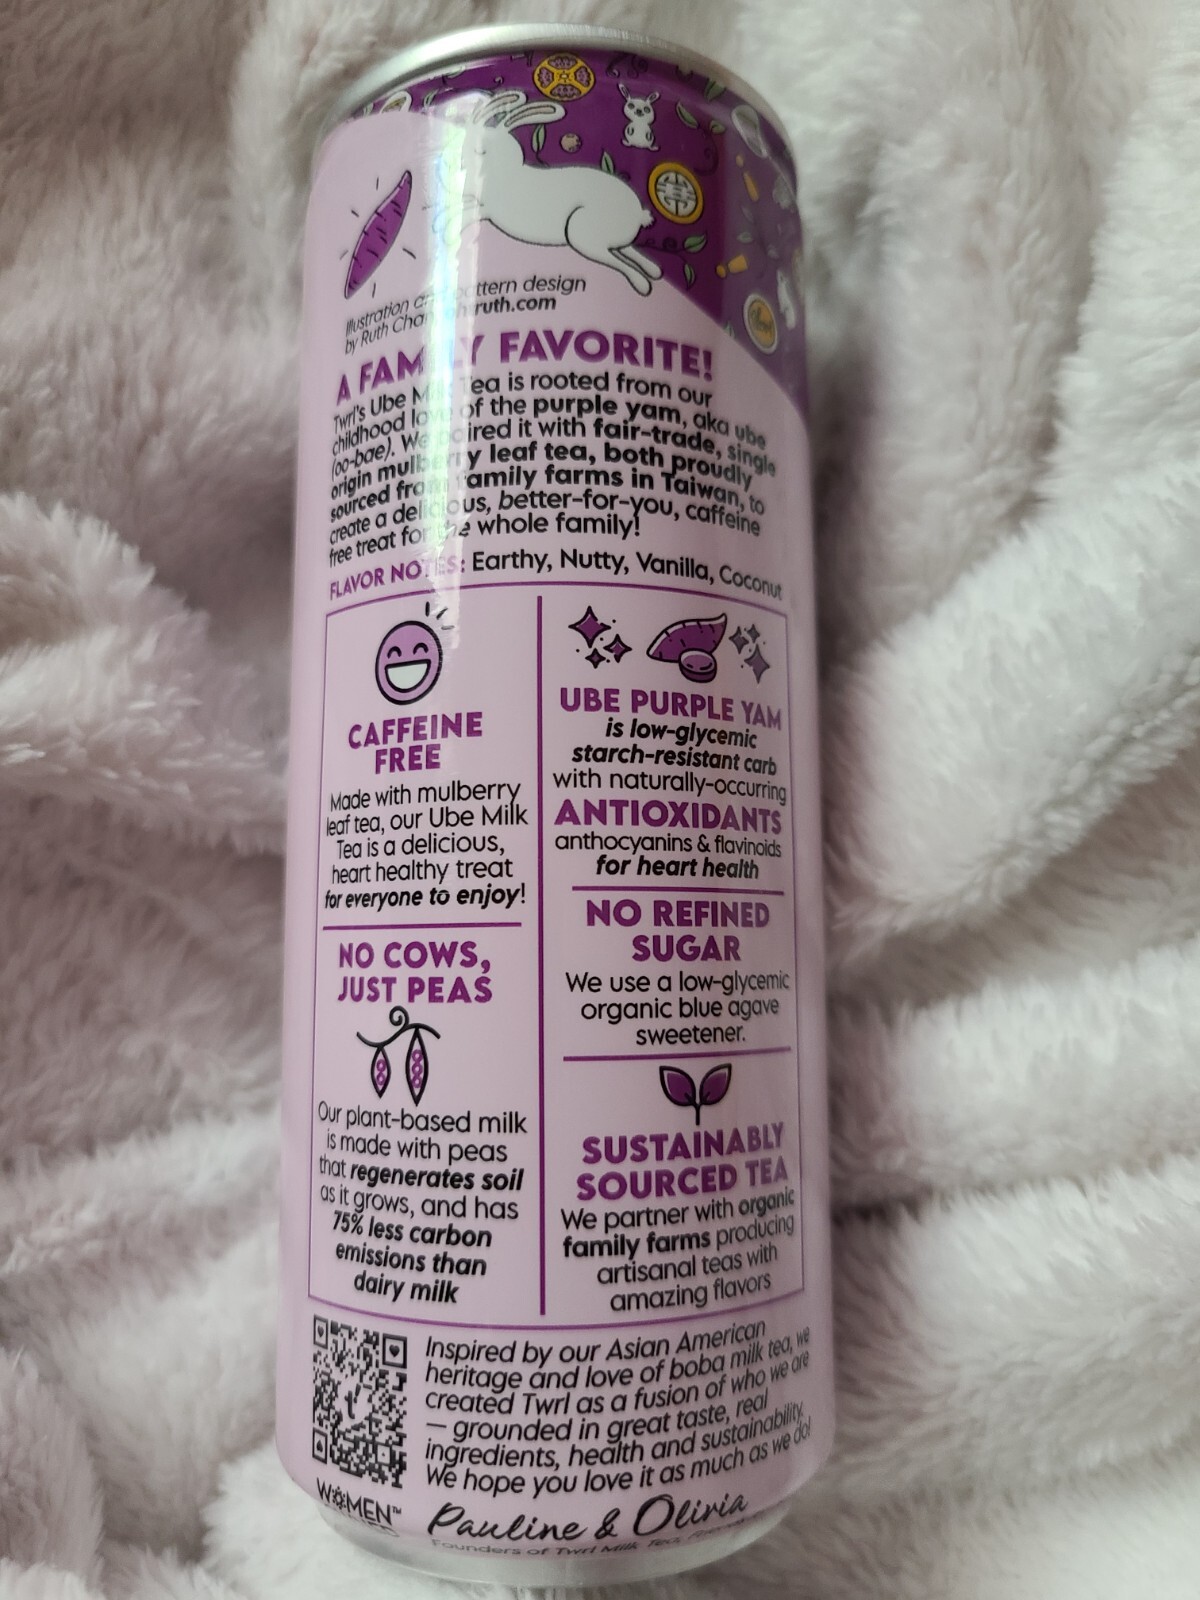 Illustration pattern design
by Ruth ruth.com
A FAVORITE!
Twrl's Ube Tea is rooted from our
childhood love of the purple yam, aka ube
(oo-bae). We paired it with fair-trade, single
origin mulberry leaf tea, both proudly
sourced from family farms in Taiwan, to
create a delicious, better-for-you, caffeine
free treat for the whole family!
FLAVOR NOTES: Earthy, Nutty, Vanilla, Coconut
CAFFEINE
FREE
Made with mulberry
leaf tea, our Ube Milk
Tea is a delicious,
heart healthy treat
for everyone to enjoy!
NO COWS,
JUST PEAS
Our plant-based milk
is made with peas
that regenerates soil
as it grows, and has
75% less carbon
emissions than
dairy milk
UBE PURPLE YAM
is low-glycemic
starch-resistant carb
with naturally-occurring
ANTIOXIDANTS
anthocyanins & flavinoids
for heart health
NO REFINED
SUGAR
We use a low-glycemic
organic blue agave
sweetener.
SUSTAINABLY
SOURCED TEA
We partner with organic
family farms producing
artisanal teas with
amazing flavors
Inspired by our Asian American
heritage and love of boba milk tea, we
created Twrl as a fusion of who we are
— grounded in great taste, real
ingredients, health and sustainability.
We hope you love it as much as we do!
WOMEN™
Pauline & Olivia
Founders of Twrl Milk Tea,